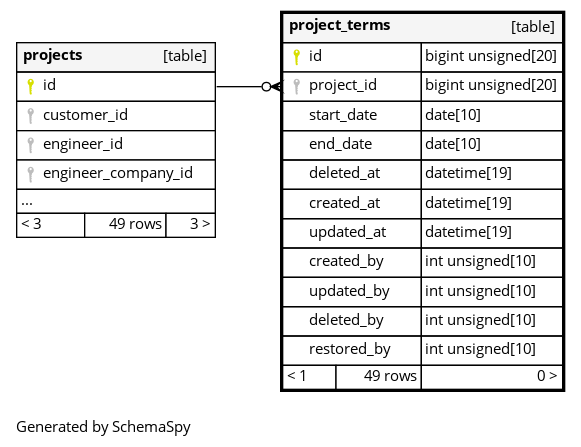 projects [table]
id
customer_id
engineer_id
engineer_company_id
...
< 3 49 rows 3 >
project_terms [table]
id bigint unsigned[20]
project_id bigint unsigned[20]
start_date date[10]
end_date date[10]
deleted_at datetime[19]
created_at datetime[19]
updated_at datetime[19]
created_by int unsigned[10]
updated_by int unsigned[10]
deleted_by int unsigned[10]
restored_by int unsigned[10]
< 1 49 rows 0 >
Generated by SchemaSpy